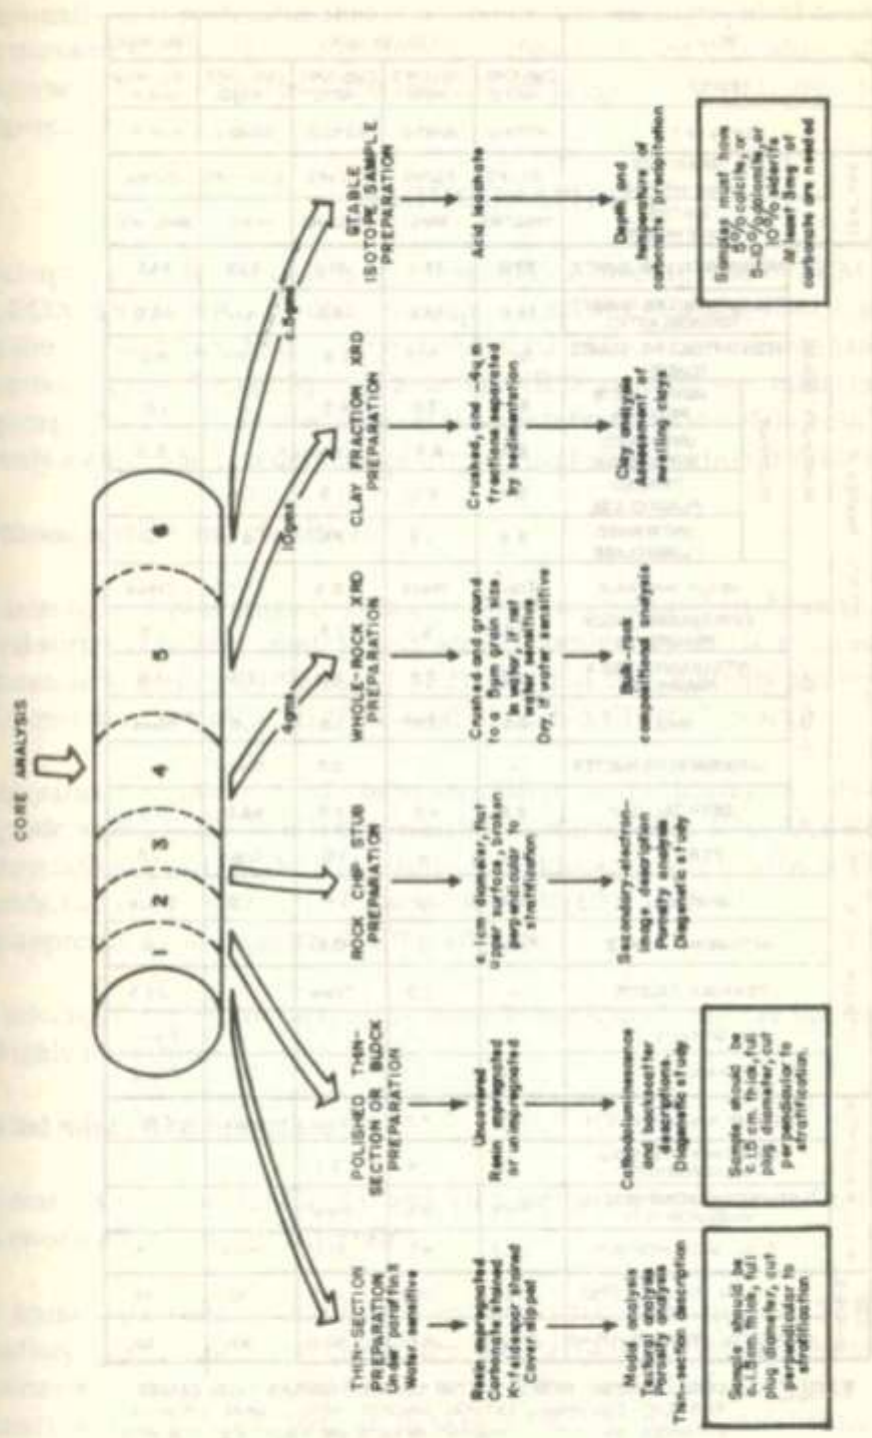 CORE ANALYSIS
1 2 3 4 5 6
4gms
10gms
THIN-SECTION
PREPARATION
Under paraffin if
Water sensitive
Resin impregnated
Carbonate stained
K-feldespar stained
Cover slipped
Modal analysis
Textural analysis
Porosity analysis
Thin-section description
Sample should be
c.1.5cm. thick, full
plug diameter, cut
perpendicular to
stratification
POLISHED THIN-
SECTION OR BLOCK
PREPARATION
Uncovered
Resin impregnated
or unimpregnated
Cathodoluminescence
and backscatter
descriptions.
Diagenetic study
Sample should be
c.1.5 cm. thick, full
plug diameter, cut
perpendicular to
stratification.
ROCK CHIP STUB
PREPARATION
c.1cm diameter, flat
upper surface, broken
perpendicular to
stratification
Secondary-electron-
image description
Porosity analysis
Diagenetic study
WHOLE-ROCK XRD
PREPARATION
Crushed and ground
to a 5µm grain size
in water, if not
water sensitive
Dry, if water sensitive
Bulk-rock
compositional analysis
CLAY FRACTION XRD
PREPARATION
Crushed, and
fractions separated
by sedimentation
Clay analysis
Assessment of
swelling clays
STABLE
ISOTOPE SAMPLE
PREPARATION
Acid leachate
Depth and
temperature of
carbonate precipitation
Samples must have
5% calcite, or
5-10% dolomite, or
10% siderite
At least 3mg of
carbonate are needed